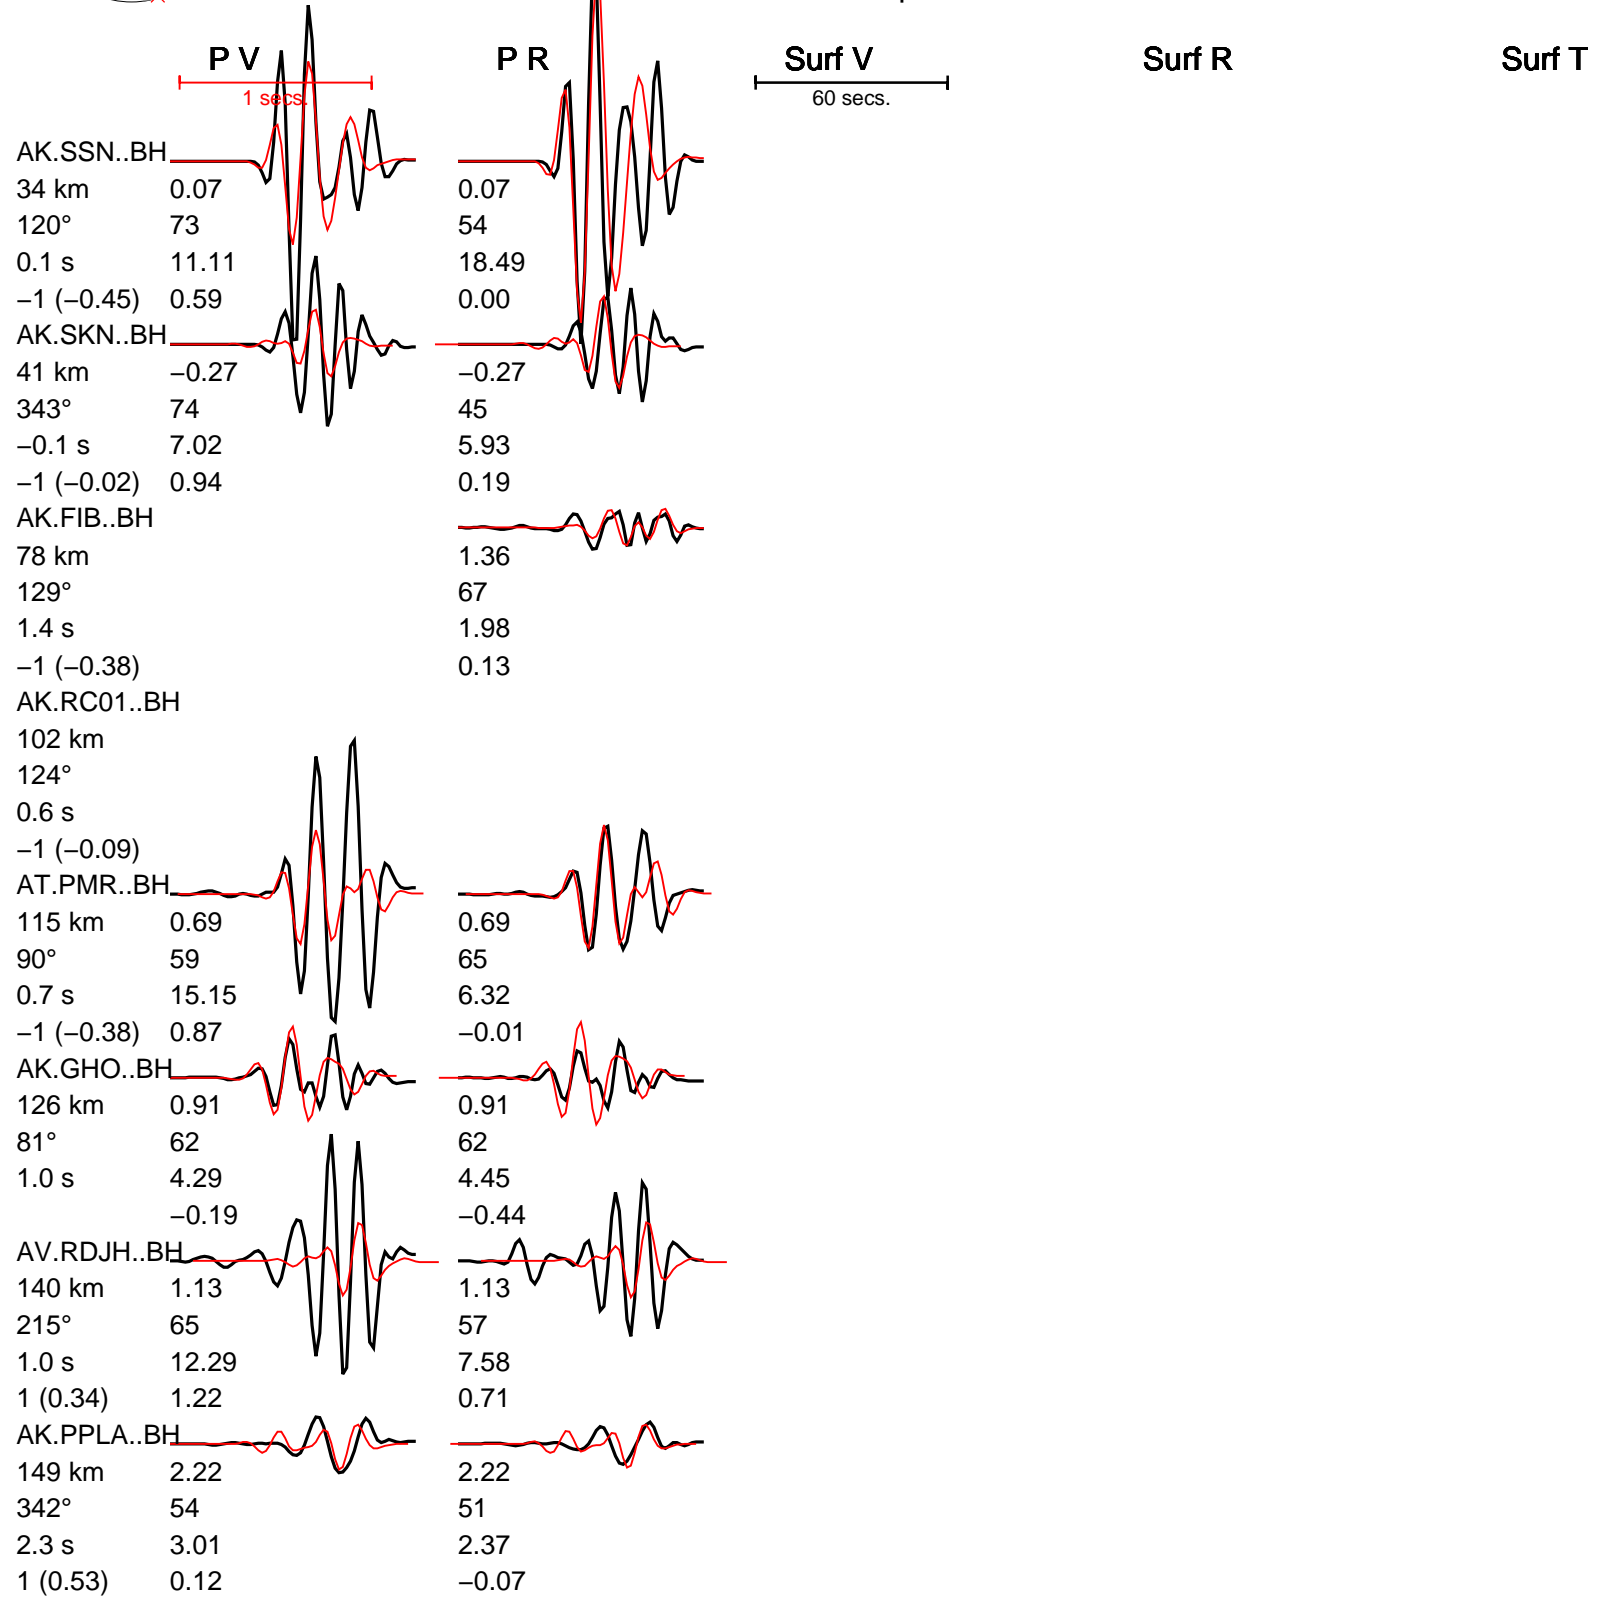 P V P R Surf V Surf R Surf T
1 secs. 60 secs.
AK.SSN..BH
34 km 0.07 0.07
120° 73 54
0.1 s 11.11 18.49
−1 (−0.45) 0.59 0.00
AK.SKN..BH
41 km −0.27 −0.27
343° 74 45
−0.1 s 7.02 5.93
−1 (−0.02) 0.94 0.19
AK.FIB..BH
78 km 1.36
129° 67
1.4 s 1.98
−1 (−0.38) 0.13
AK.RC01..BH
102 km
124°
0.6 s
−1 (−0.09)
AT.PMR..BH
115 km 0.69 0.69
90° 59 65
0.7 s 15.15 6.32
−1 (−0.38) 0.87 −0.01
AK.GHO..BH
126 km 0.91 0.91
81° 62 62
1.0 s 4.29 4.45
−0.19 −0.44
AV.RDJH..BH
140 km 1.13 1.13
215° 65 57
1.0 s 12.29 7.58
1 (0.34) 1.22 0.71
AK.PPLA..BH
149 km 2.22 2.22
342° 54 51
2.3 s 3.01 2.37
1 (0.53) 0.12 −0.07